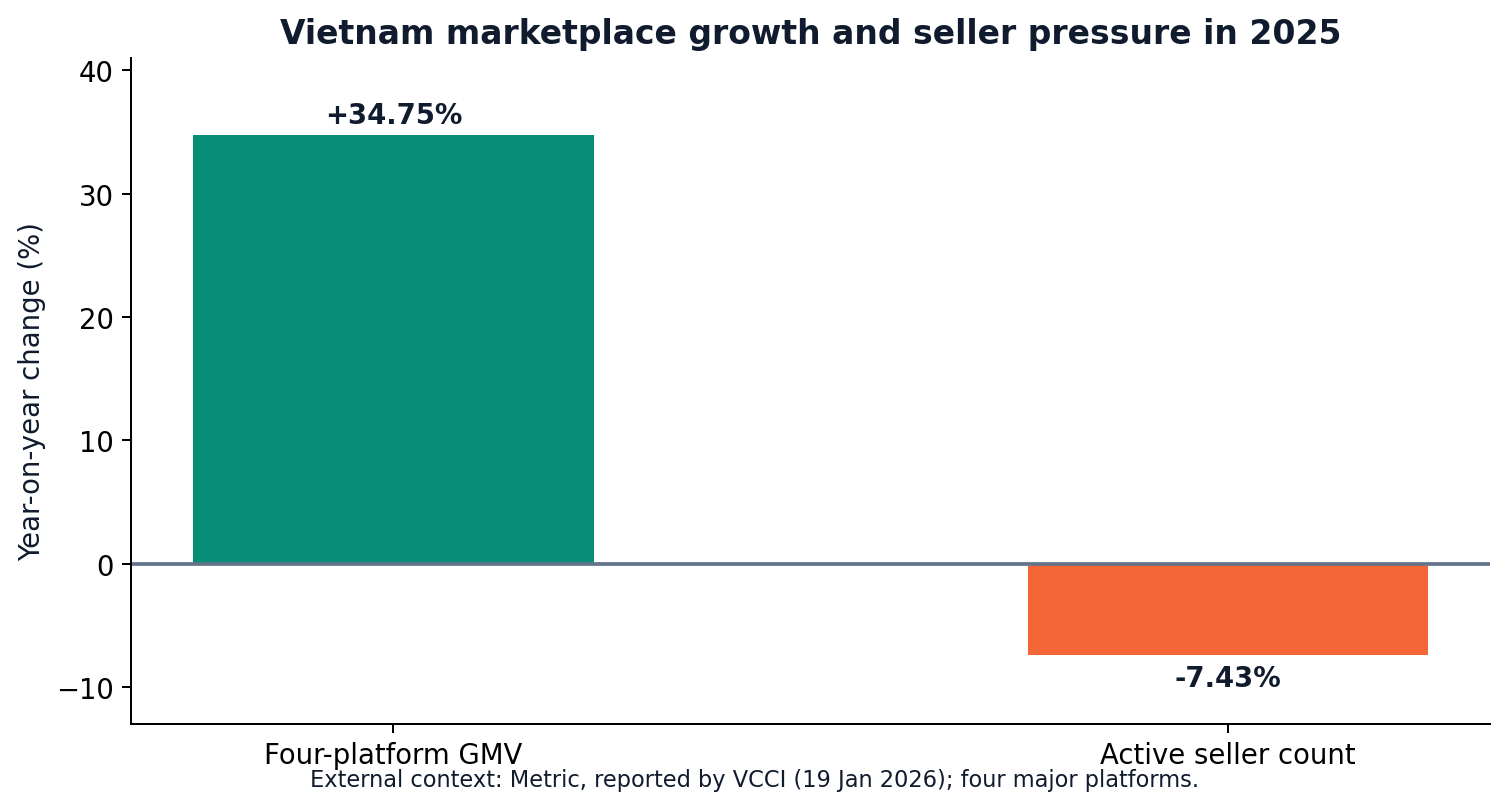 Vietnam marketplace growth and seller pressure in 2025
Year-on-year change (%)
40
30
20
10
0
−10
+34.75%
-7.43%
Four-platform GMV
Active seller count
External context: Metric, reported by VCCI (19 Jan 2026); four major platforms.